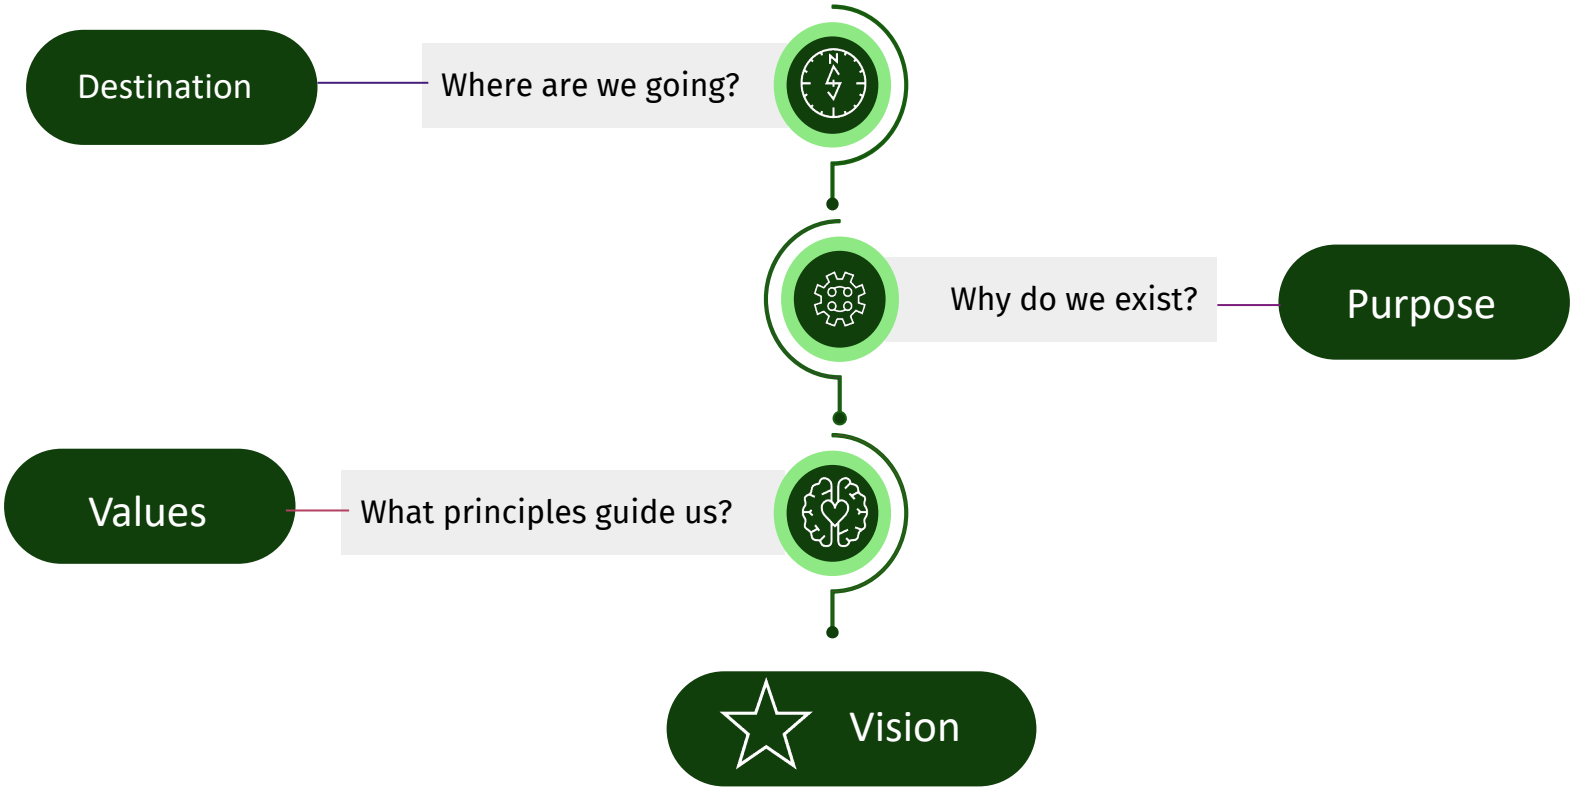 Destination
Where are we going?
N
Why do we exist?
Purpose
Values
What principles guide us?
Vision